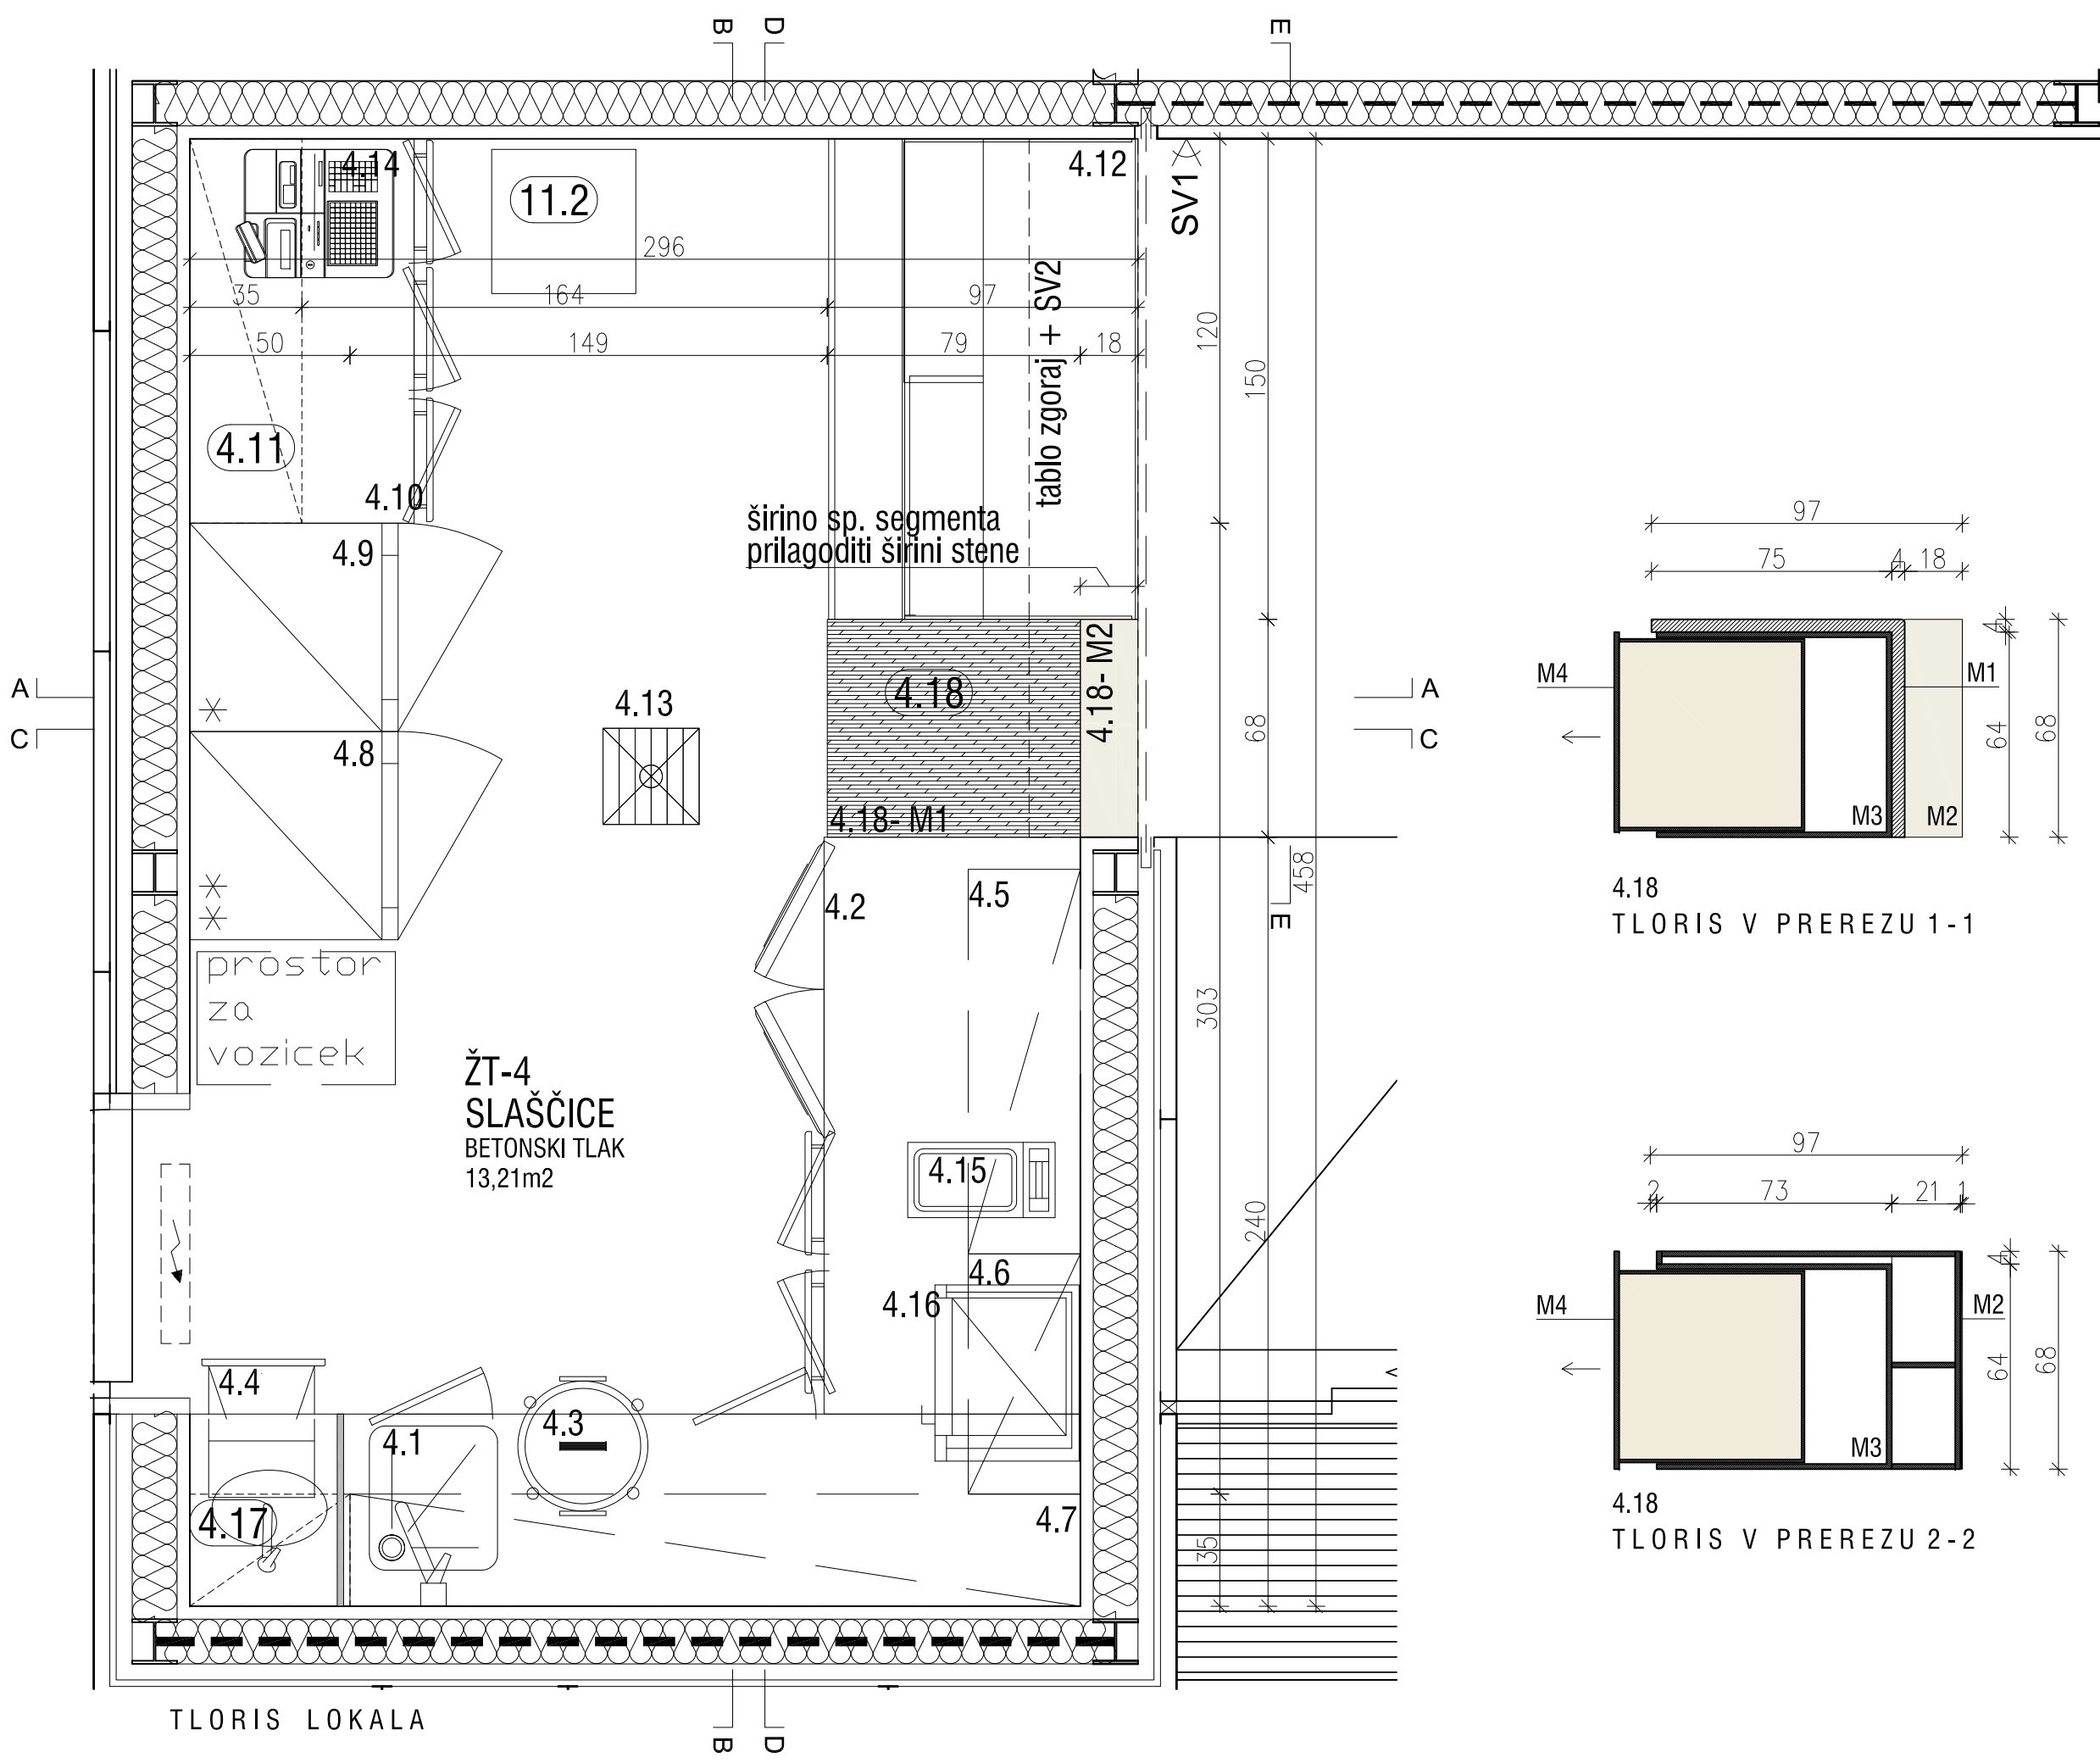 B
D
E
4.14
11.2
4.12
SV1
296
35
164
97
50
149
79
18
tablo zgoraj + SV2
120
150
4.11
4.10
širino sp. segmenta
prilagoditi širini stene
4.9
4.8
4.13
4.18
4.18- M2
4.18- M1
68
458
A
C
A
C
E
4.2
4.5
prostor
za
vozicek
ŽT-4
SLAŠČICE
BETONSKI TLAK
13,21m2
303
4.15
240
4.6
4.16
4.4
4.3
4.1
4.17
4.7
35
TLORIS LOKALA
B
D
97
75
4
18
M4
M1
4
64
68
M3
M2
4.18
TLORIS V PREREZU 1-1
97
2
73
21
1
M4
M2
4
64
68
M3
4.18
TLORIS V PREREZU 2-2